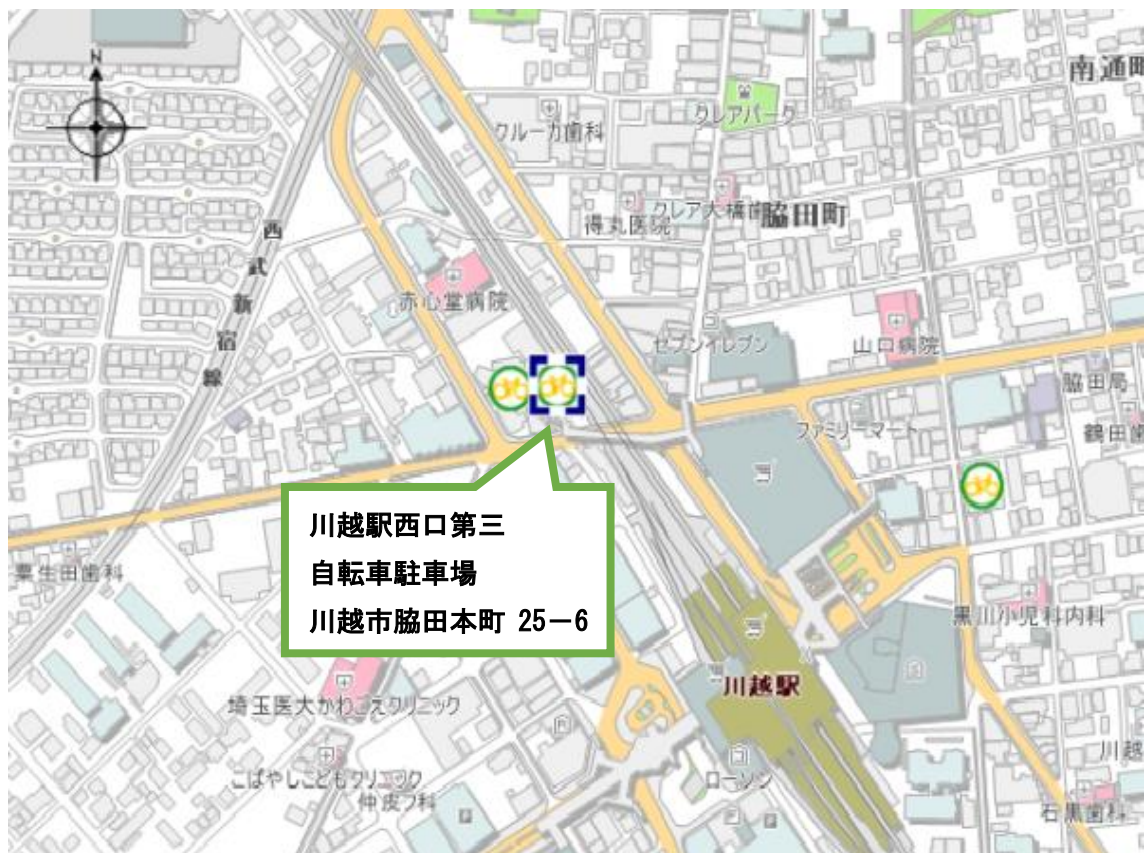 N
南通町
クレアパーク
クルーカ歯科
クレア大橋歯
脇田町
得丸医院
西武新宿線
赤心堂病院
セブンイレブン
山口病院
脇田局
ファミリーマート
鶴田歯
川越駅西口第三
自転車駐車場
川越市脇田本町 25-6
粟生田歯科
黒川小児科内科
川越駅
埼玉医大かわごえクリニック
川越
こばやしこどもクリニック
ローソン
仲皮フ科
石黒歯科